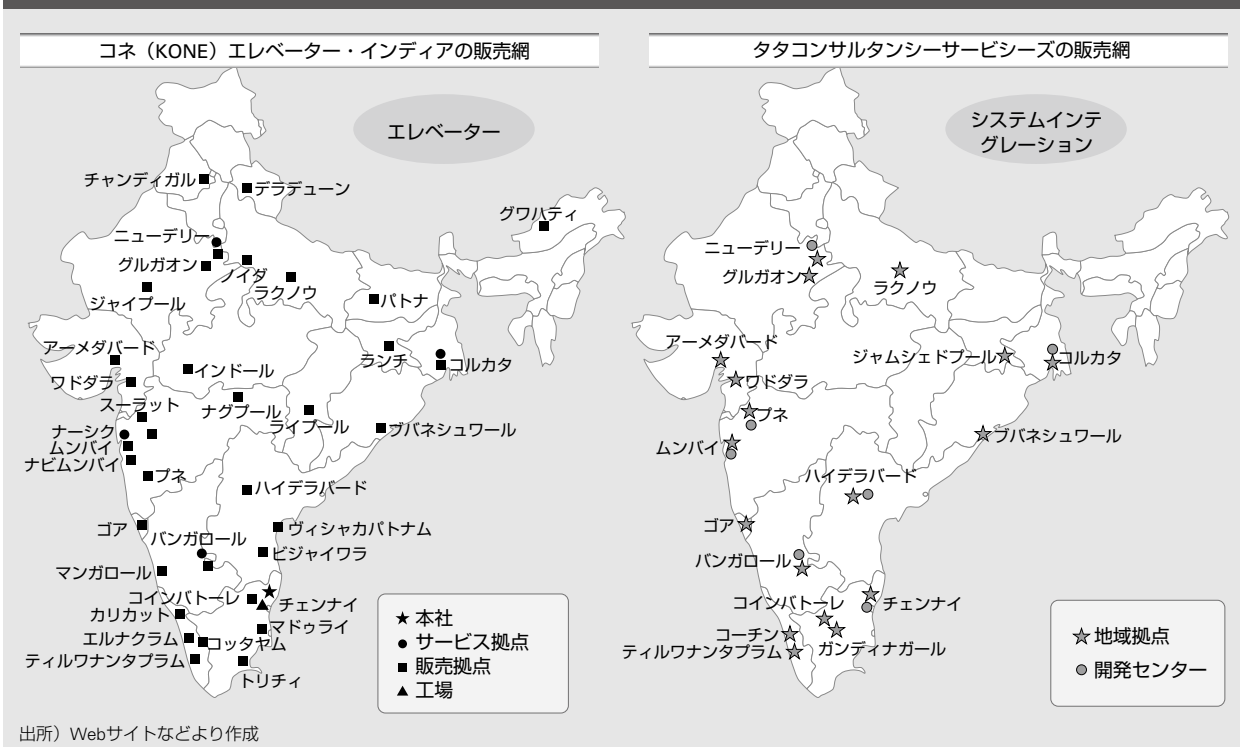 コネ（KONE）エレベーター・インディアの販売網
エレベーター
チャンディガル
デラデューン
グワハティ
ニューデリー
グルガオン
ノイダ
ラクノウ
ジャイプール
パトナ
アーメダバード
ランチ
コルカタ
ワドダラ
インドール
スーラット
ナグプール
ライプール
ブバネシュワール
ナーシク
ムンバイ
ナビムンバイ
プネ
ハイデラバード
ゴア
バンガロール
ヴィシャカパトナム
ビジャイワラ
マンガロール
コインバトーレ
チェンナイ
カリカット
マドゥライ
エルナクラム
コッタヤム
ティルワナンタプラム
トリチィ
★ 本社
● サービス拠点
■ 販売拠点
▲ 工場
タタコンサルタンシーサービシーズの販売網
システムインテ
グレーション
ニューデリー
グルガオン
ラクノウ
アーメダバード
ジャムシェドプール
コルカタ
ワドダラ
プネ
ムンバイ
ブバネシュワール
ハイデラバード
ゴア
バンガロール
コインバトーレ
チェンナイ
コーチン
ティルワナンタプラム
ガンディナガール
★ 地域拠点
● 開発センター
出所）Webサイトなどより作成